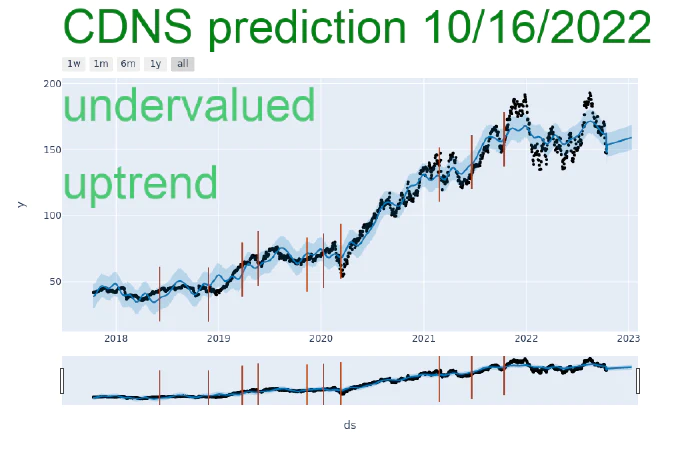 CDNS prediction 10/16/2022
1w 1m 6m 1y all
200
undervalued
150
uptrend
y
100
50
2018 2019 2020 2021 2022 2023
ds